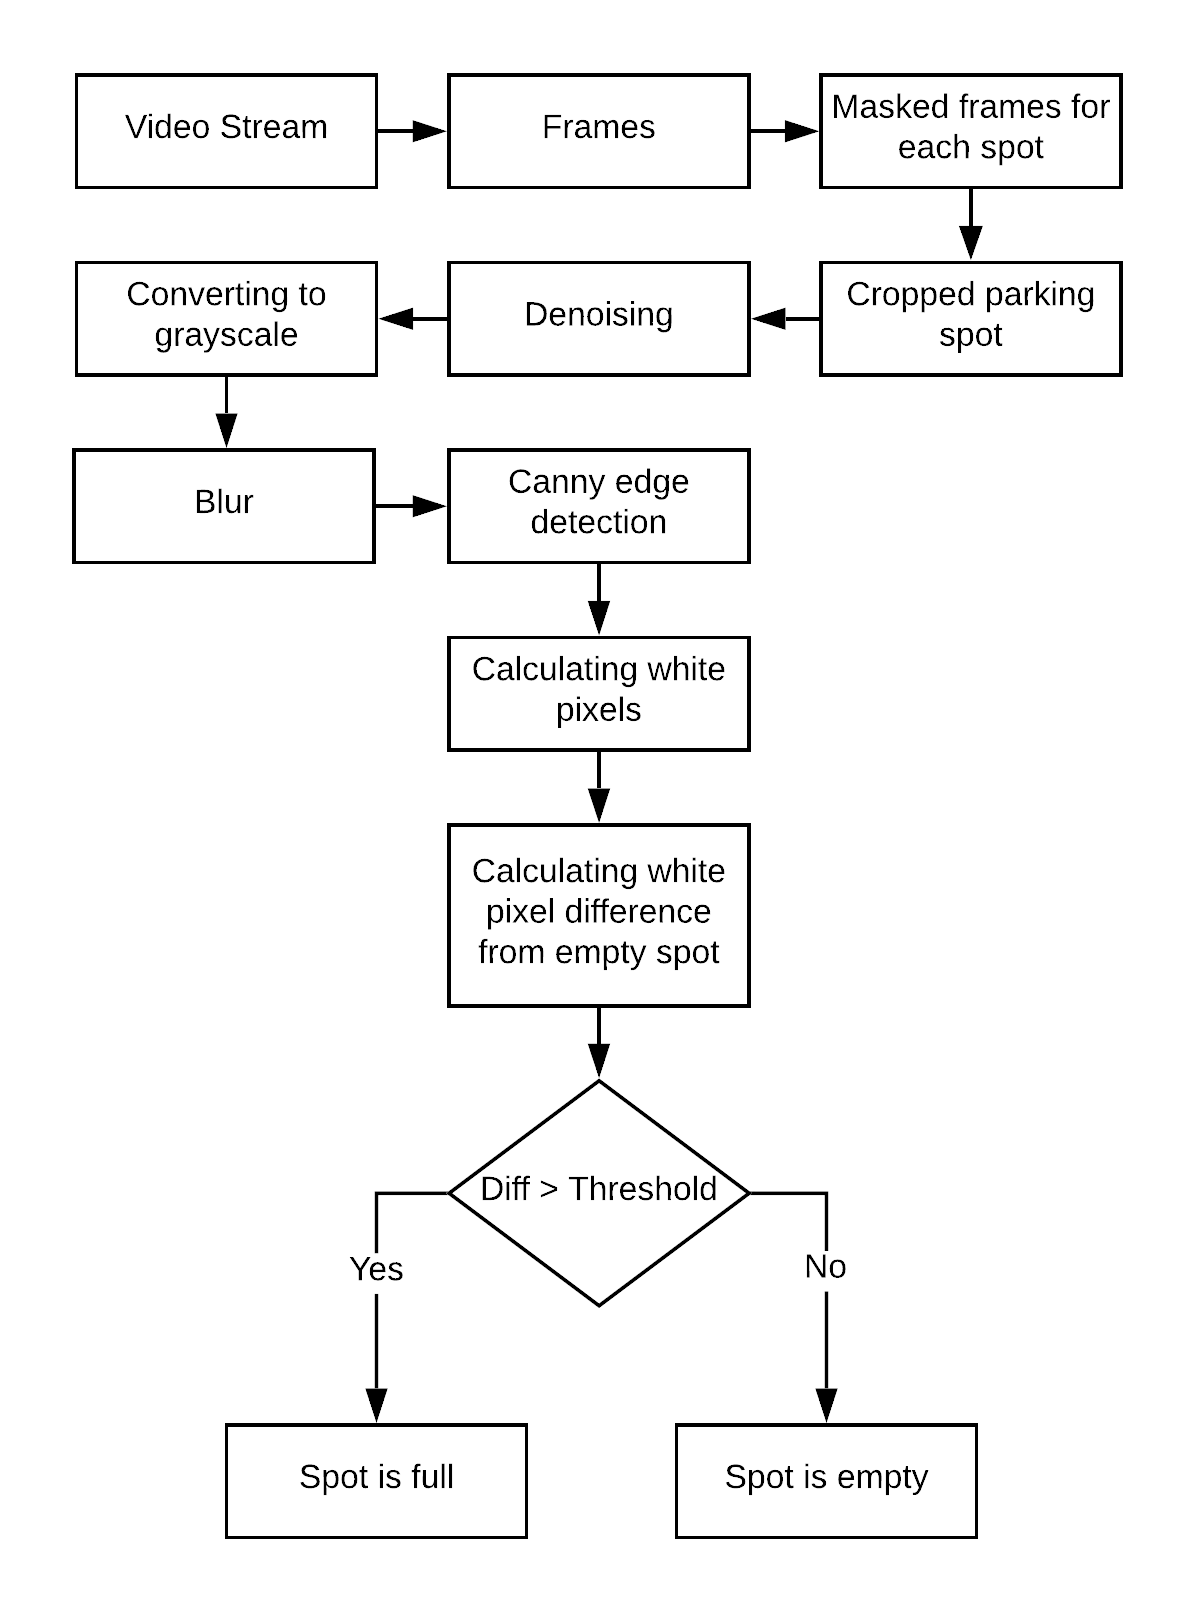 Video Stream
Frames
Masked frames for
each spot
Cropped parking
spot
Denoising
Converting to
grayscale
Blur
Canny edge
detection
Calculating white
pixels
Calculating white
pixel difference
from empty spot
Diff > Threshold
Yes
No
Spot is full
Spot is empty